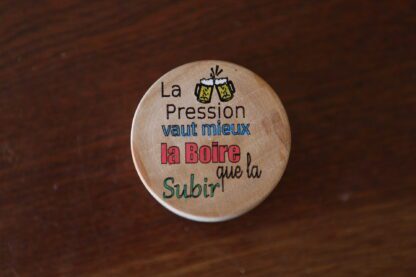 La
Pression
vaut mieux
la Boire
que la
Subir